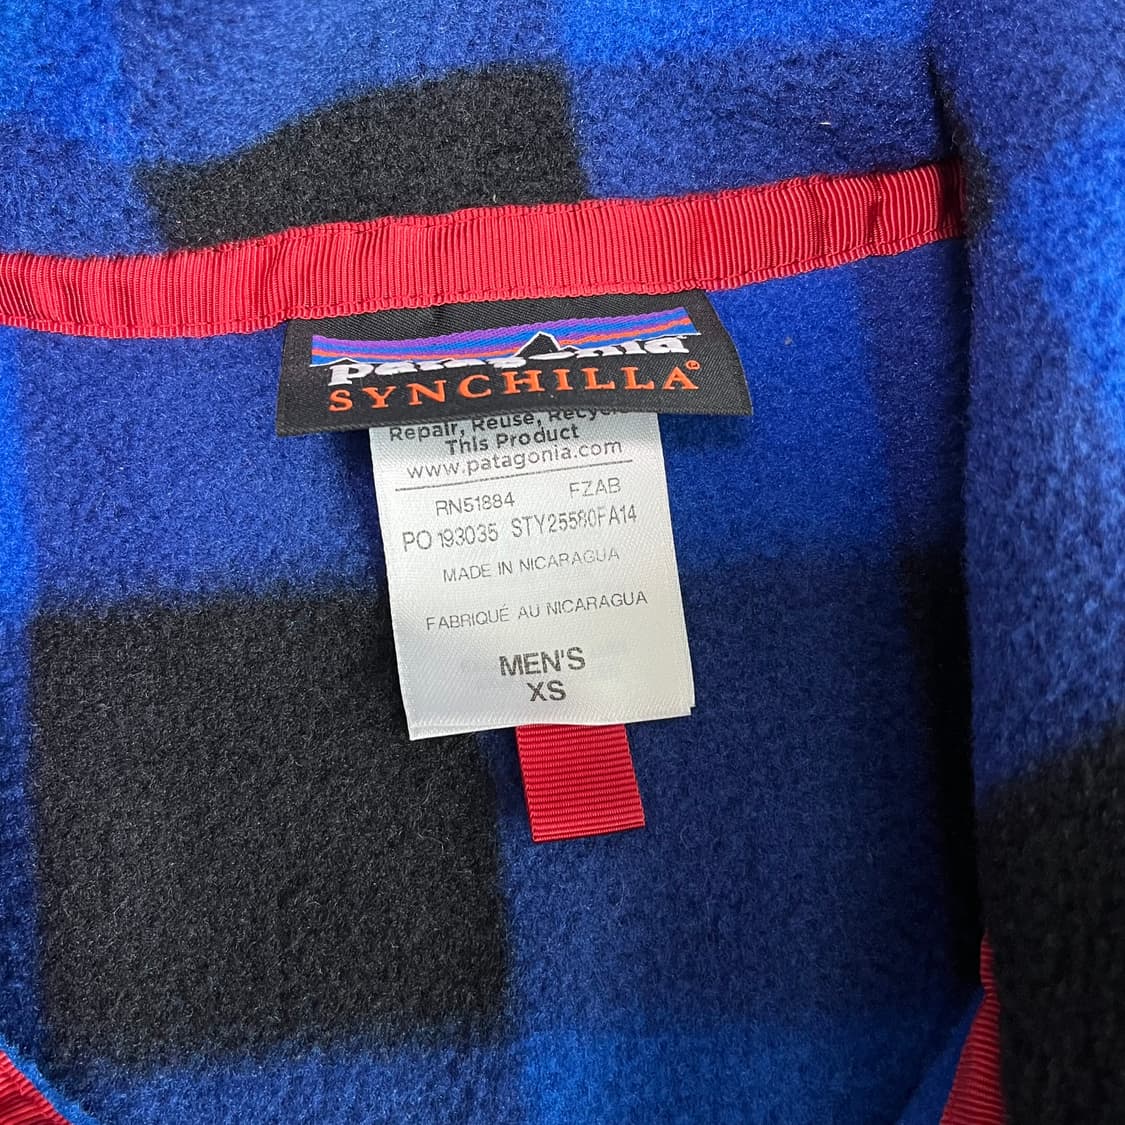 patagonia
SYNCHILLA®
Repair, Reuse, Recycle
This Product
www.patagonia.com
RN51884 FZAB
PO 193035 STY25580FA14
MADE IN NICARAGUA
FABRIQUÉ AU NICARAGUA
MEN'S
XS